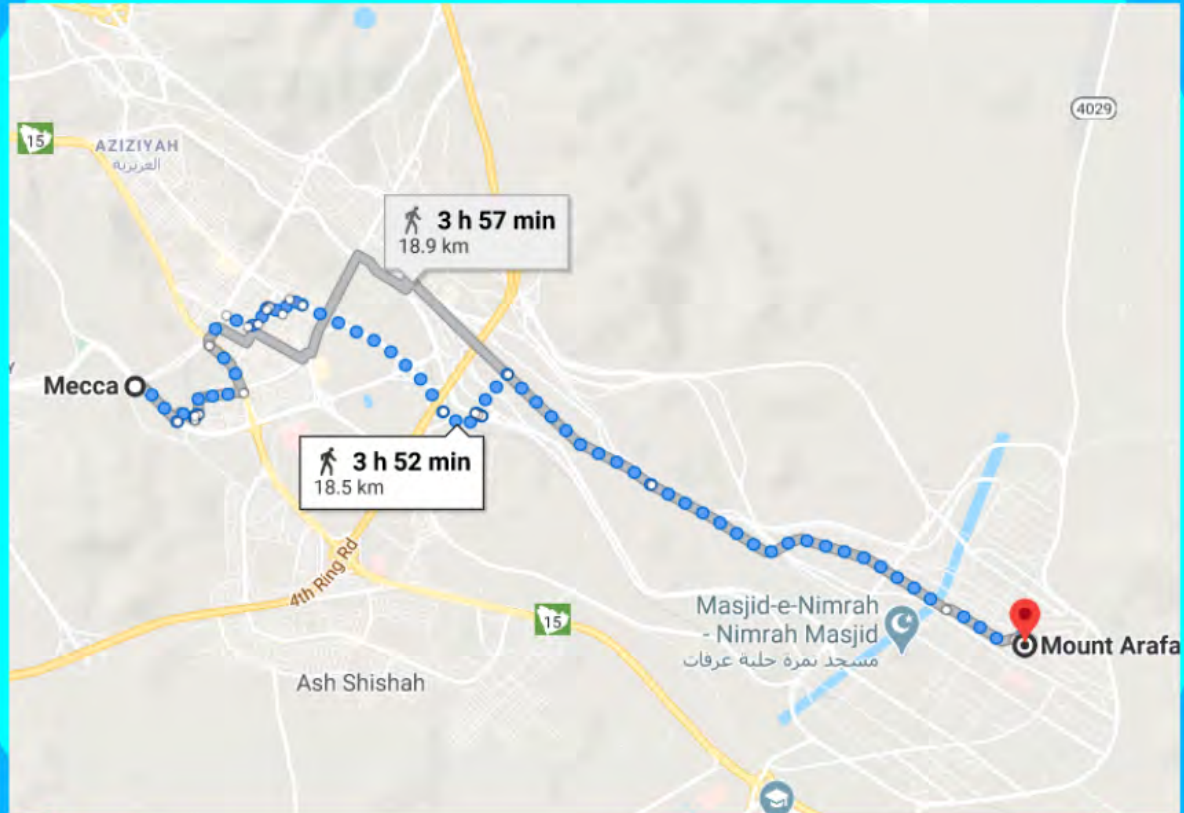 4029
15
AZIZIYAH
العزيزية
3 h 57 min
18.9 km
Mecca
3 h 52 min
18.5 km
4th Ring Rd
Masjid-e-Nimrah
- Nimrah Masjid
مسجد نمرة حلبة عرفات
Mount Arafa
15
Ash Shishah